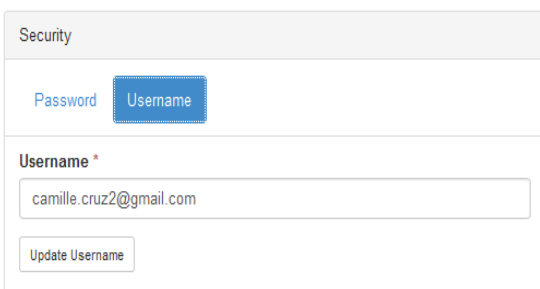 Security
Password Username
Username *
camille.cruz2@gmail.com
Update Username